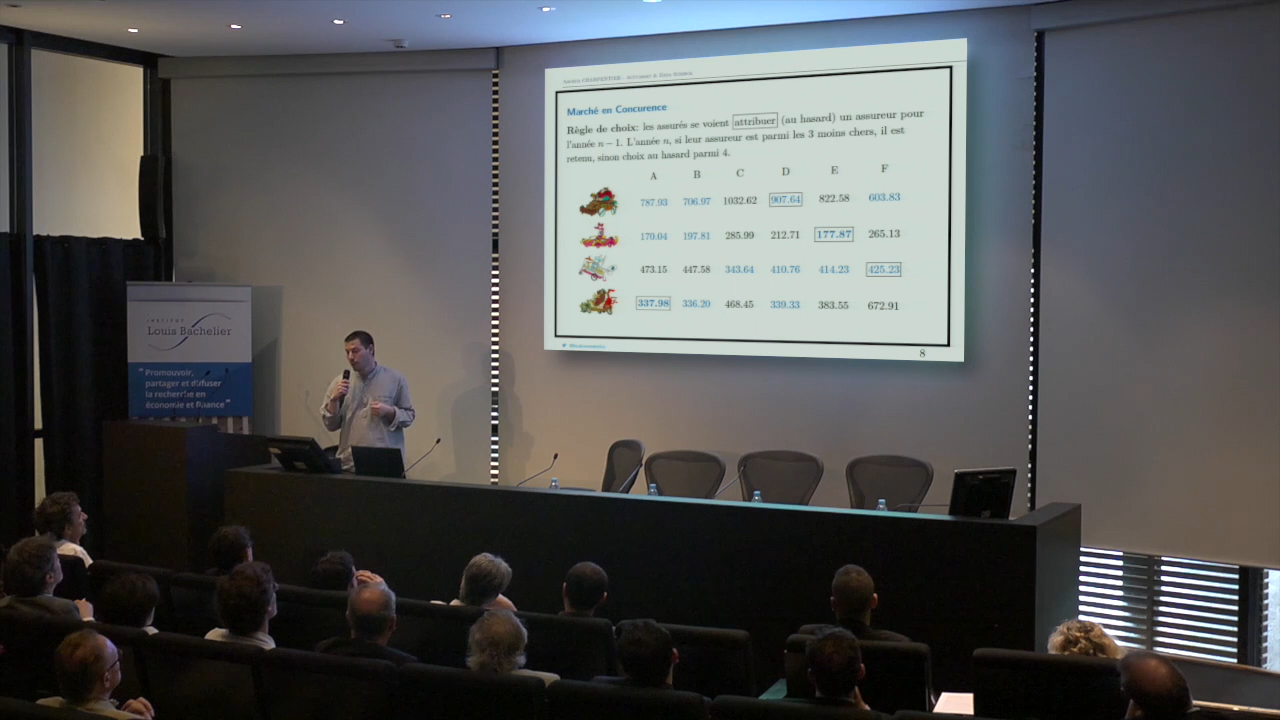 Arthur CHARPENTIER - Actuariat & Data Science
Marché en Concurence
Règle de choix: les assurés se voient attribuer (au hasard) un assureur pour
l'année n − 1. L'année n, si leur assureur est parmi les 3 moins chers, il est
retenu, sinon choix au hasard parmi 4.
A B C D E F
787.93 706.97 1032.62 907.64 822.58 603.83
170.04 197.81 285.99 212.71 177.87 265.13
473.15 447.58 343.64 410.76 414.23 425.23
337.98 336.20 468.45 339.33 383.55 672.91
8
INSTITUT
Louis Bachelier
" Promouvoir,
partager et diffuser
la recherche en
économie et finance "